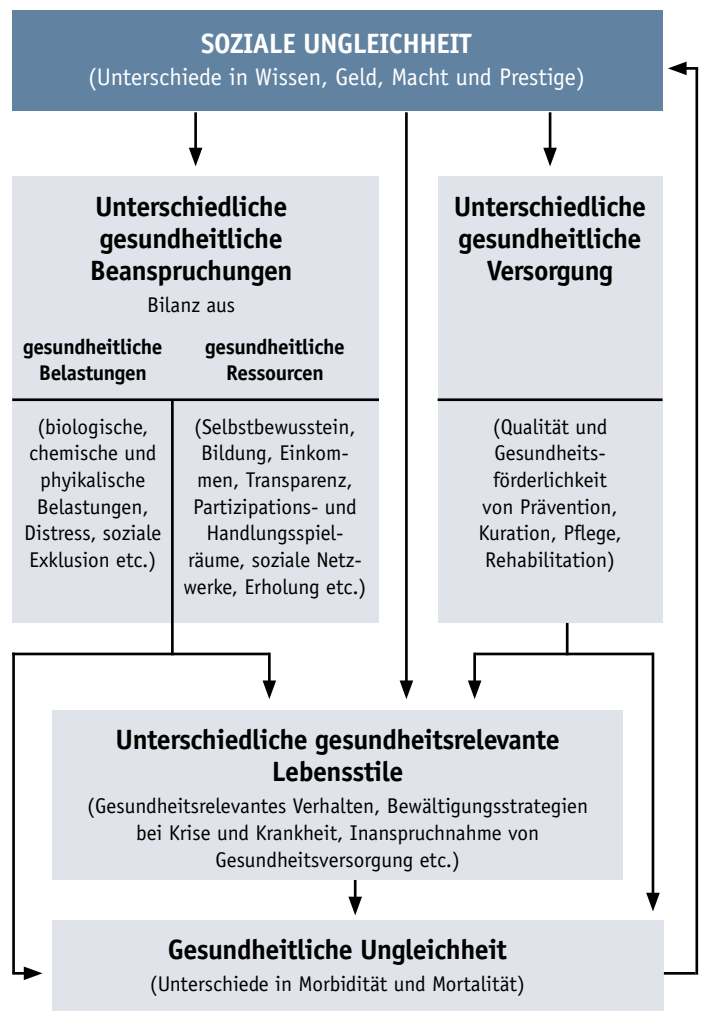 SOZIALE UNGLEICHHEIT
(Unterschiede in Wissen, Geld, Macht und Prestige)
Unterschiedliche
gesundheitliche
Beanspruchungen
Bilanz aus
gesundheitliche
Belastungen
gesundheitliche
Ressourcen
(biologische,
chemische und
phyikalische
Belastungen,
Distress, soziale
Exklusion etc.)
(Selbstbewusstein,
Bildung, Einkom-
men, Transparenz,
Partizipations- und
Handlungsspiel-
räume, soziale Netz-
werke, Erholung etc.)
Unterschiedliche
gesundheitliche
Versorgung
(Qualität und
Gesundheits-
förderlichkeit
von Prävention,
Kuration, Pflege,
Rehabilitation)
Unterschiedliche gesundheitsrelevante
Lebensstile
(Gesundheitsrelevantes Verhalten, Bewältigungsstrategien
bei Krise und Krankheit, Inanspruchnahme von
Gesundheitsversorgung etc.)
Gesundheitliche Ungleichheit
(Unterschiede in Morbidität und Mortalität)